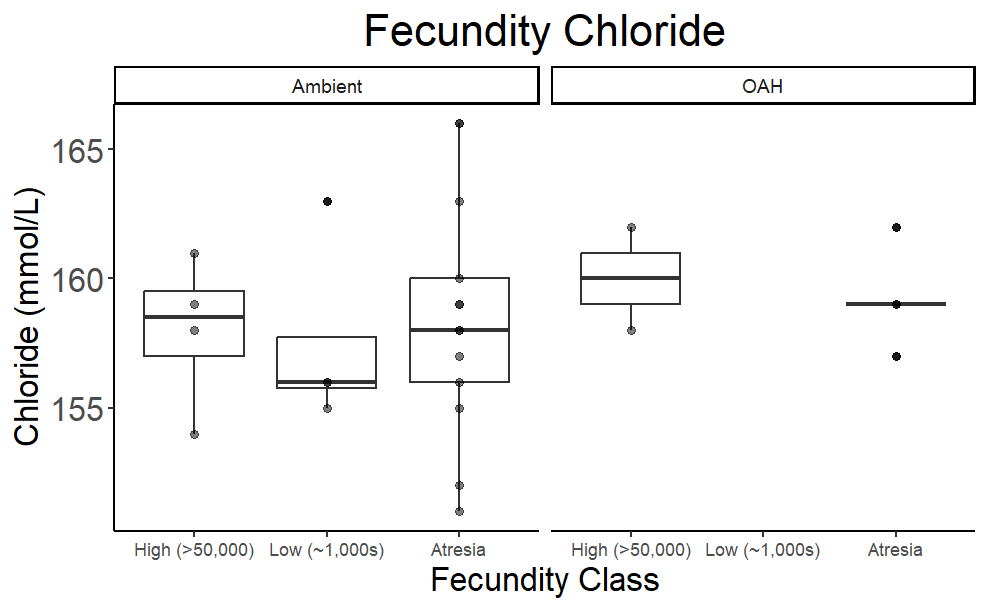 Fecundity Chloride
Ambient OAH
Chloride (mmol/L)
165
160
155
High (>50,000) Low (~1,000s) Atresia High (>50,000) Low (~1,000s) Atresia
Fecundity Class